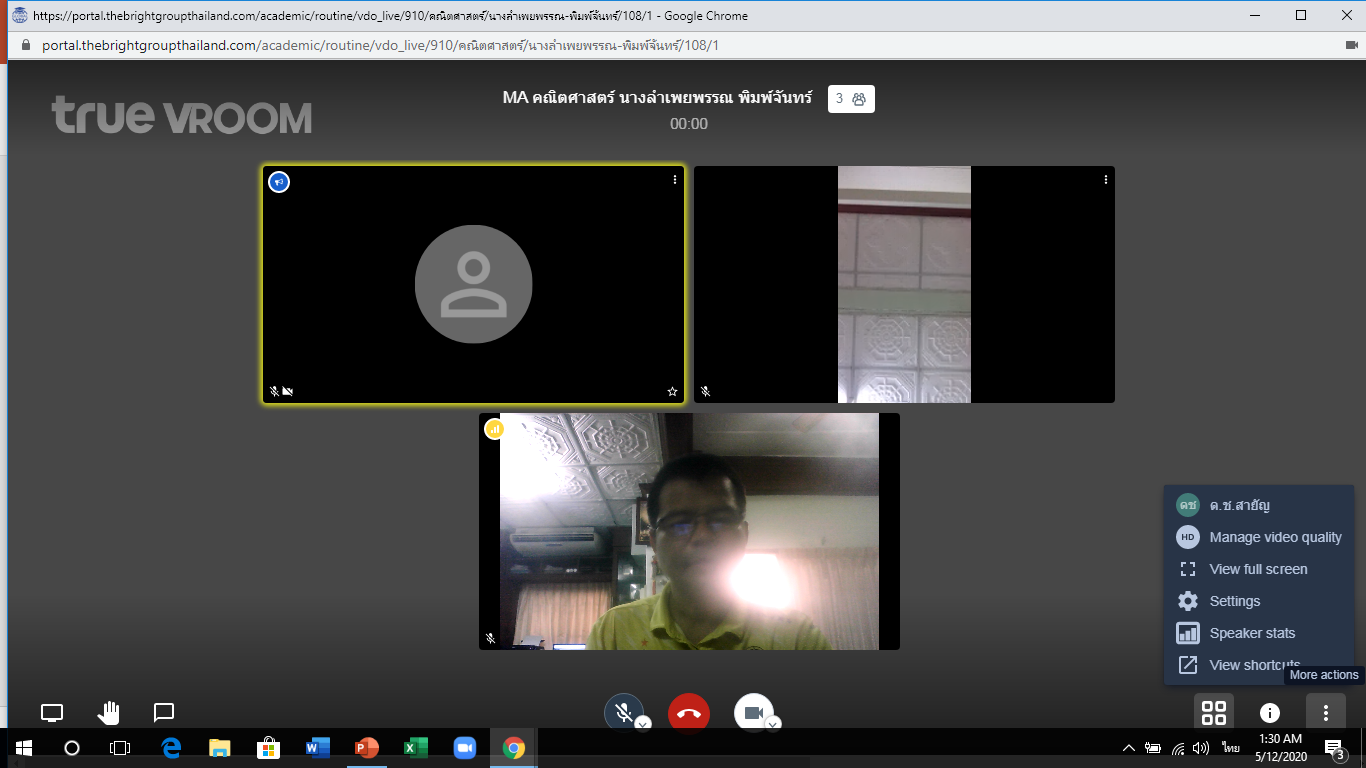 https://portal.thebrightgroupthailand.com/academic/routine/vdo_live/910/คณิตศาสตร์/นางลำเพยพรรณ-พิมพ์จันทร์/108/1 - Google Chrome
portal.thebrightgroupthailand.com/academic/routine/vdo_live/910/คณิตศาสตร์/นางลำเพยพรรณ-พิมพ์จันทร์/108/1
true VROOM
MA คณิตศาสตร์ นางลำเพยพรรณ พิมพ์จันทร์ 3
00:00
ดช ด.ช.สายัญ
HD Manage video quality
View full screen
Settings
Speaker stats
View shortcuts
More actions
ไทย
1:30 AM
5/12/2020
3